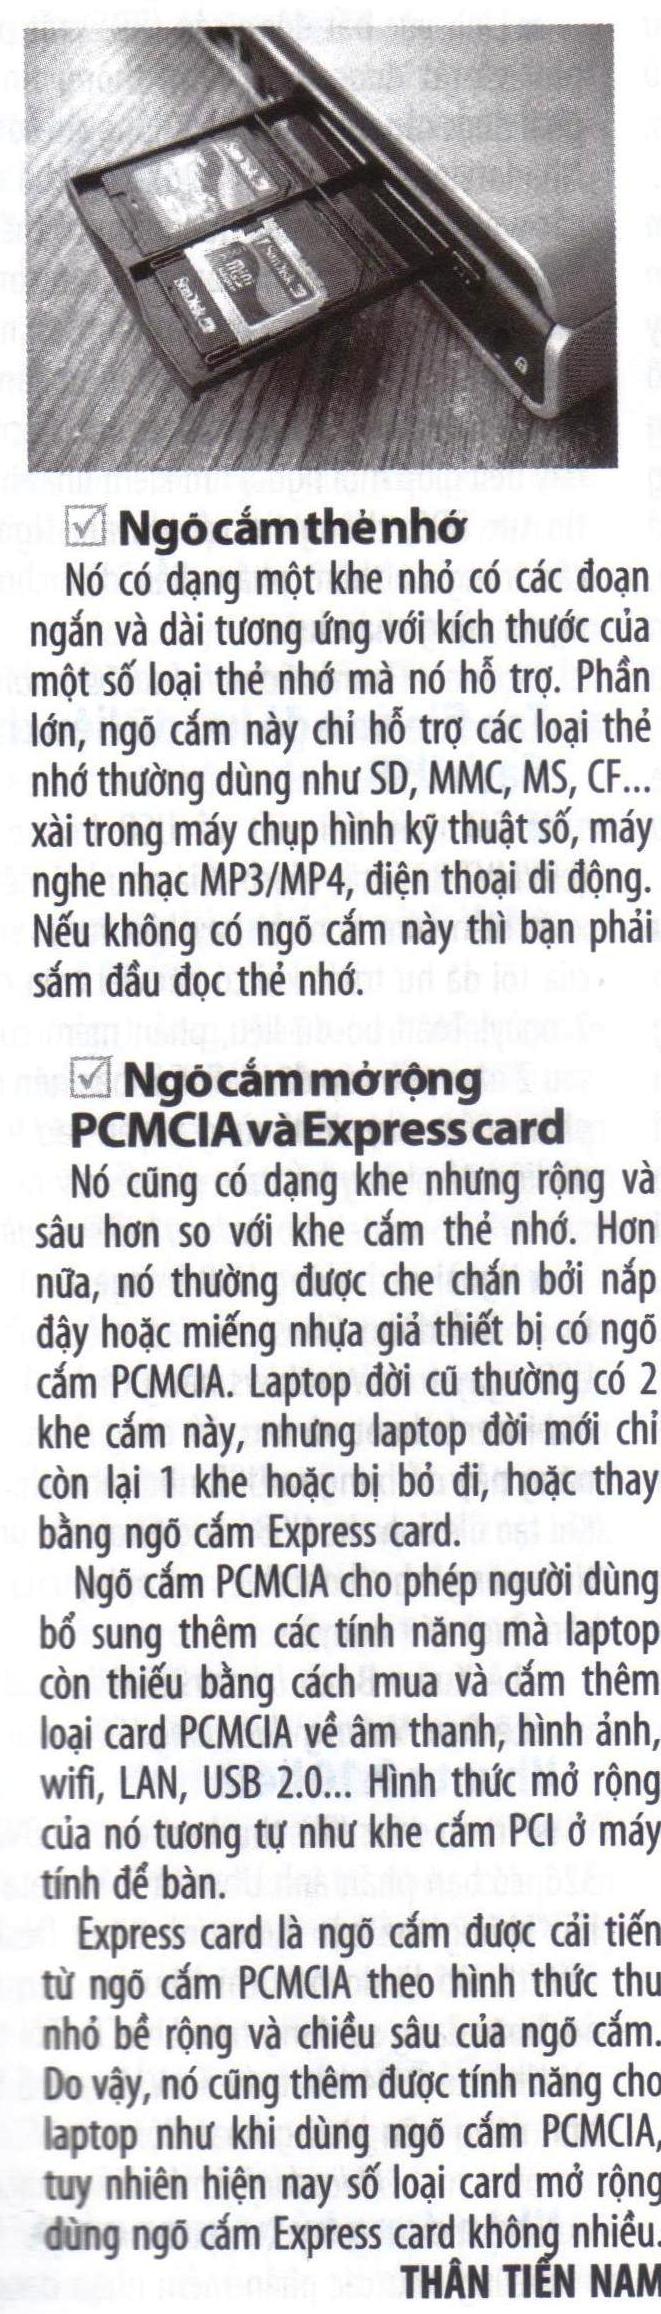 SanDisk
SanDisk
Ngõ cắm thẻ nhớ
Nó có dạng một khe nhỏ có các đoạn
ngắn và dài tương ứng với kích thước của
một số loại thẻ nhớ mà nó hỗ trợ. Phần
lớn, ngõ cắm này chỉ hỗ trợ các loại thẻ
nhớ thường dùng như SD, MMC, MS, CF...
xài trong máy chụp hình kỹ thuật số, máy
nghe nhạc MP3/MP4, điện thoại di động.
Nếu không có ngõ cắm này thì bạn phải
sắm đầu đọc thẻ nhớ.
Ngõ cắm mở rộng
PCMCIA và Express card
Nó cũng có dạng khe nhưng rộng và
sâu hơn so với khe cắm thẻ nhớ. Hơn
nữa, nó thường được che chắn bởi nắp
đậy hoặc miếng nhựa giả thiết bị có ngõ
cắm PCMCIA. Laptop đời cũ thường có 2
khe cắm này, nhưng laptop đời mới chỉ
còn lại 1 khe hoặc bị bỏ đi, hoặc thay
bằng ngõ cắm Express card.
Ngõ cắm PCMCIA cho phép người dùng
bổ sung thêm các tính năng mà laptop
còn thiếu bằng cách mua và cắm thêm
loại card PCMCIA về âm thanh, hình ảnh,
wifi, LAN, USB 2.0... Hình thức mở rộng
của nó tương tự như khe cắm PCI ở máy
tính để bàn.
Express card là ngõ cắm được cải tiến
từ ngõ cắm PCMCIA theo hình thức thu
nhỏ bề rộng và chiều sâu của ngõ cắm.
Do vậy, nó cũng thêm được tính năng cho
laptop như khi dùng ngõ cắm PCMCIA,
tuy nhiên hiện nay số loại card mở rộng
dùng ngõ cắm Express card không nhiều.
THÂN TIẾN NAM